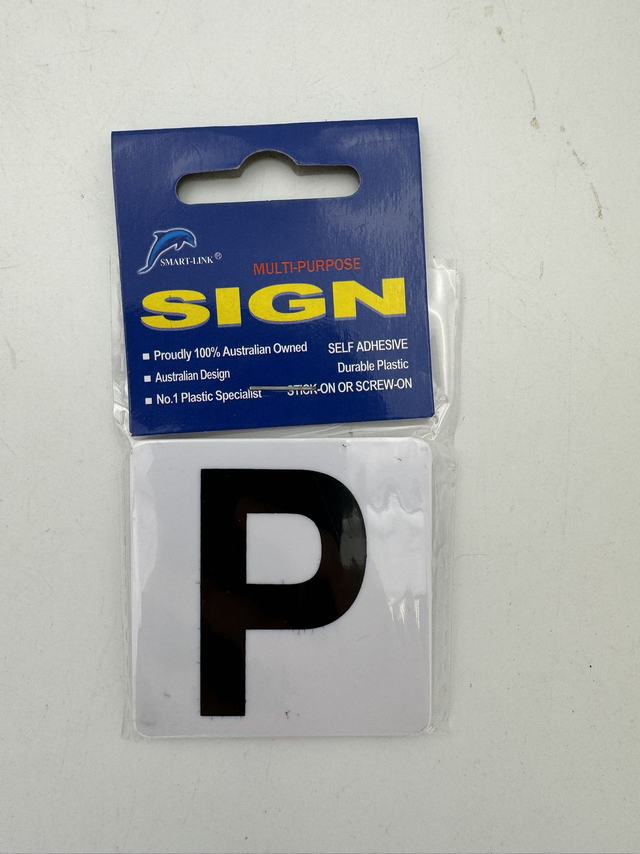 SMART-LINK®
MULTI-PURPOSE
SIGN
Proudly 100% Australian Owned
SELF ADHESIVE
Australian Design
Durable Plastic
No.1 Plastic Specialist
STICK-ON OR SCREW-ON
P